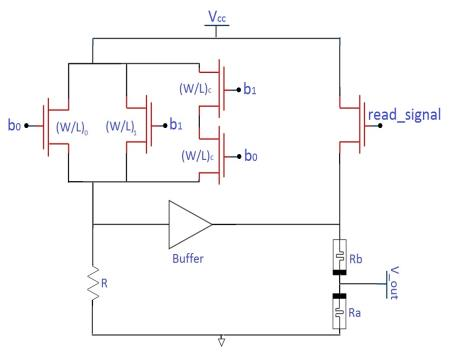 Vcc
(W/L)c
b1
b0
(W/L)0
(W/L)1
b1
read_signal
(W/L)c
b0
Buffer
Rb
R
V_out
Ra